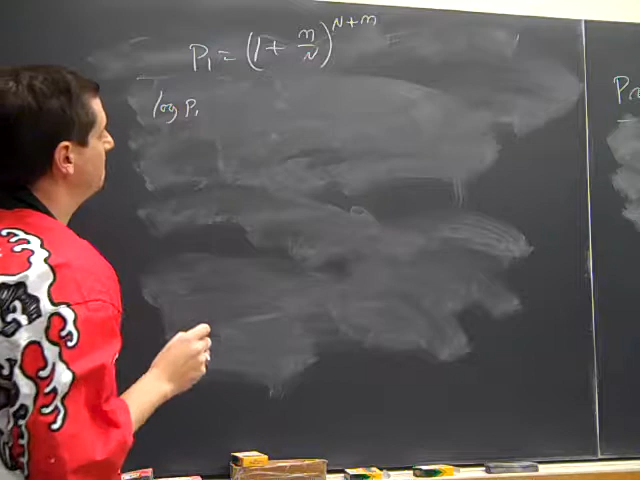 P₁ = (1 + m/N)^(N+m)
log P₁